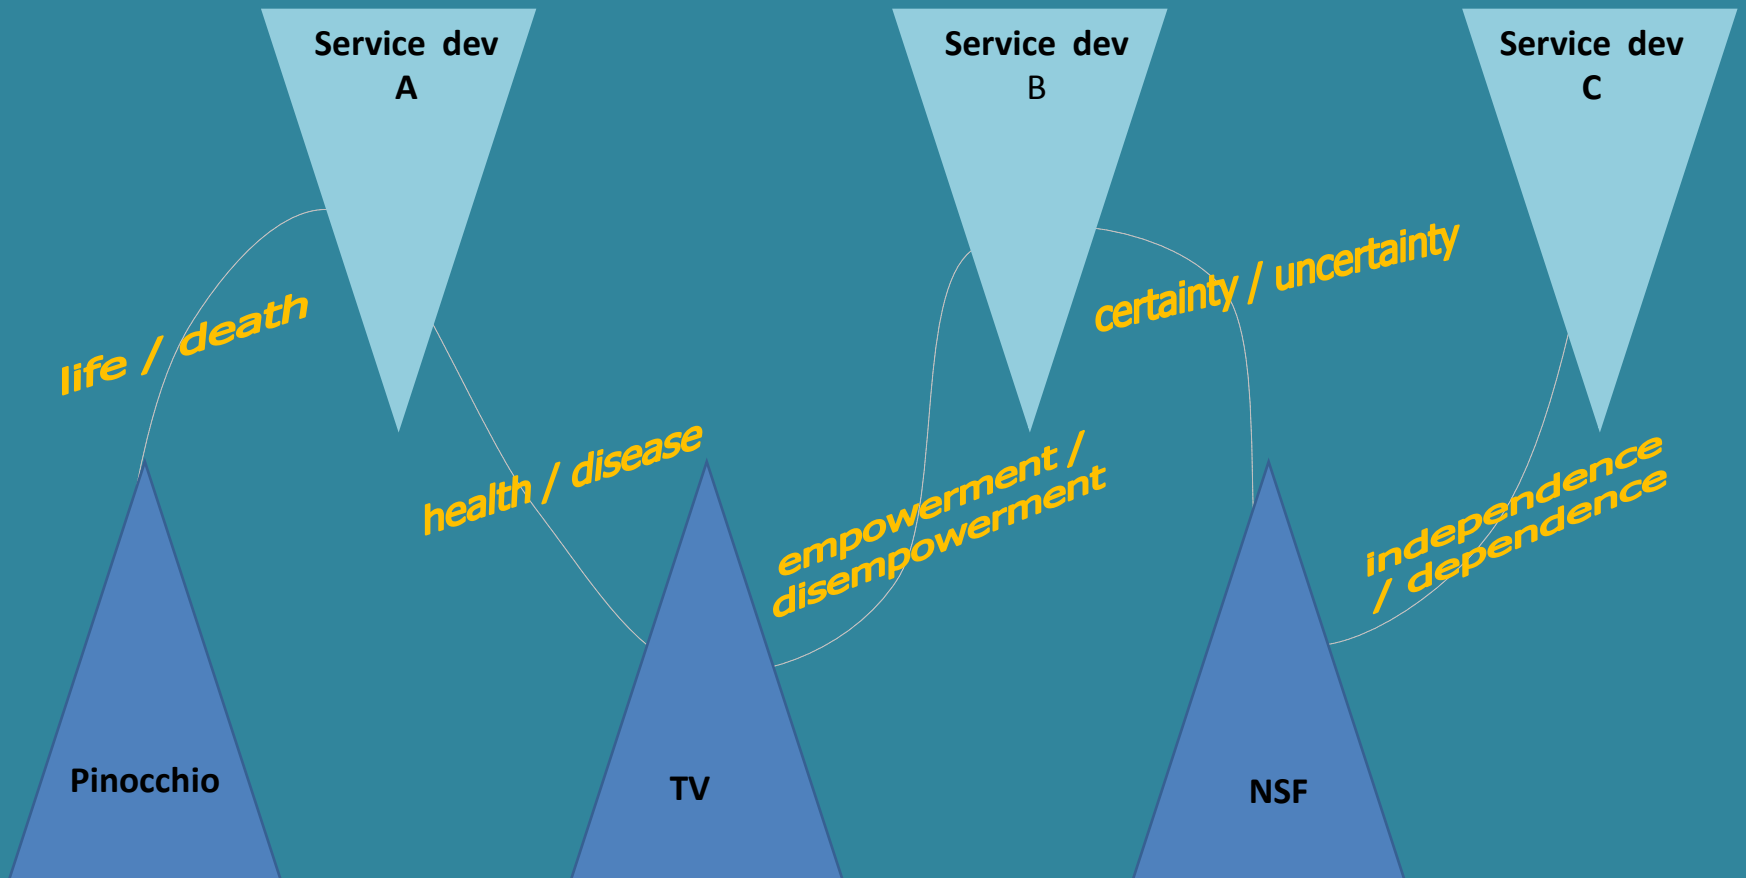 Service dev
A
Service dev
B
Service dev
C
life / death
health / disease
empowerment /
disempowerment
certainty / uncertainty
independence
/ dependence
Pinocchio
TV
NSF